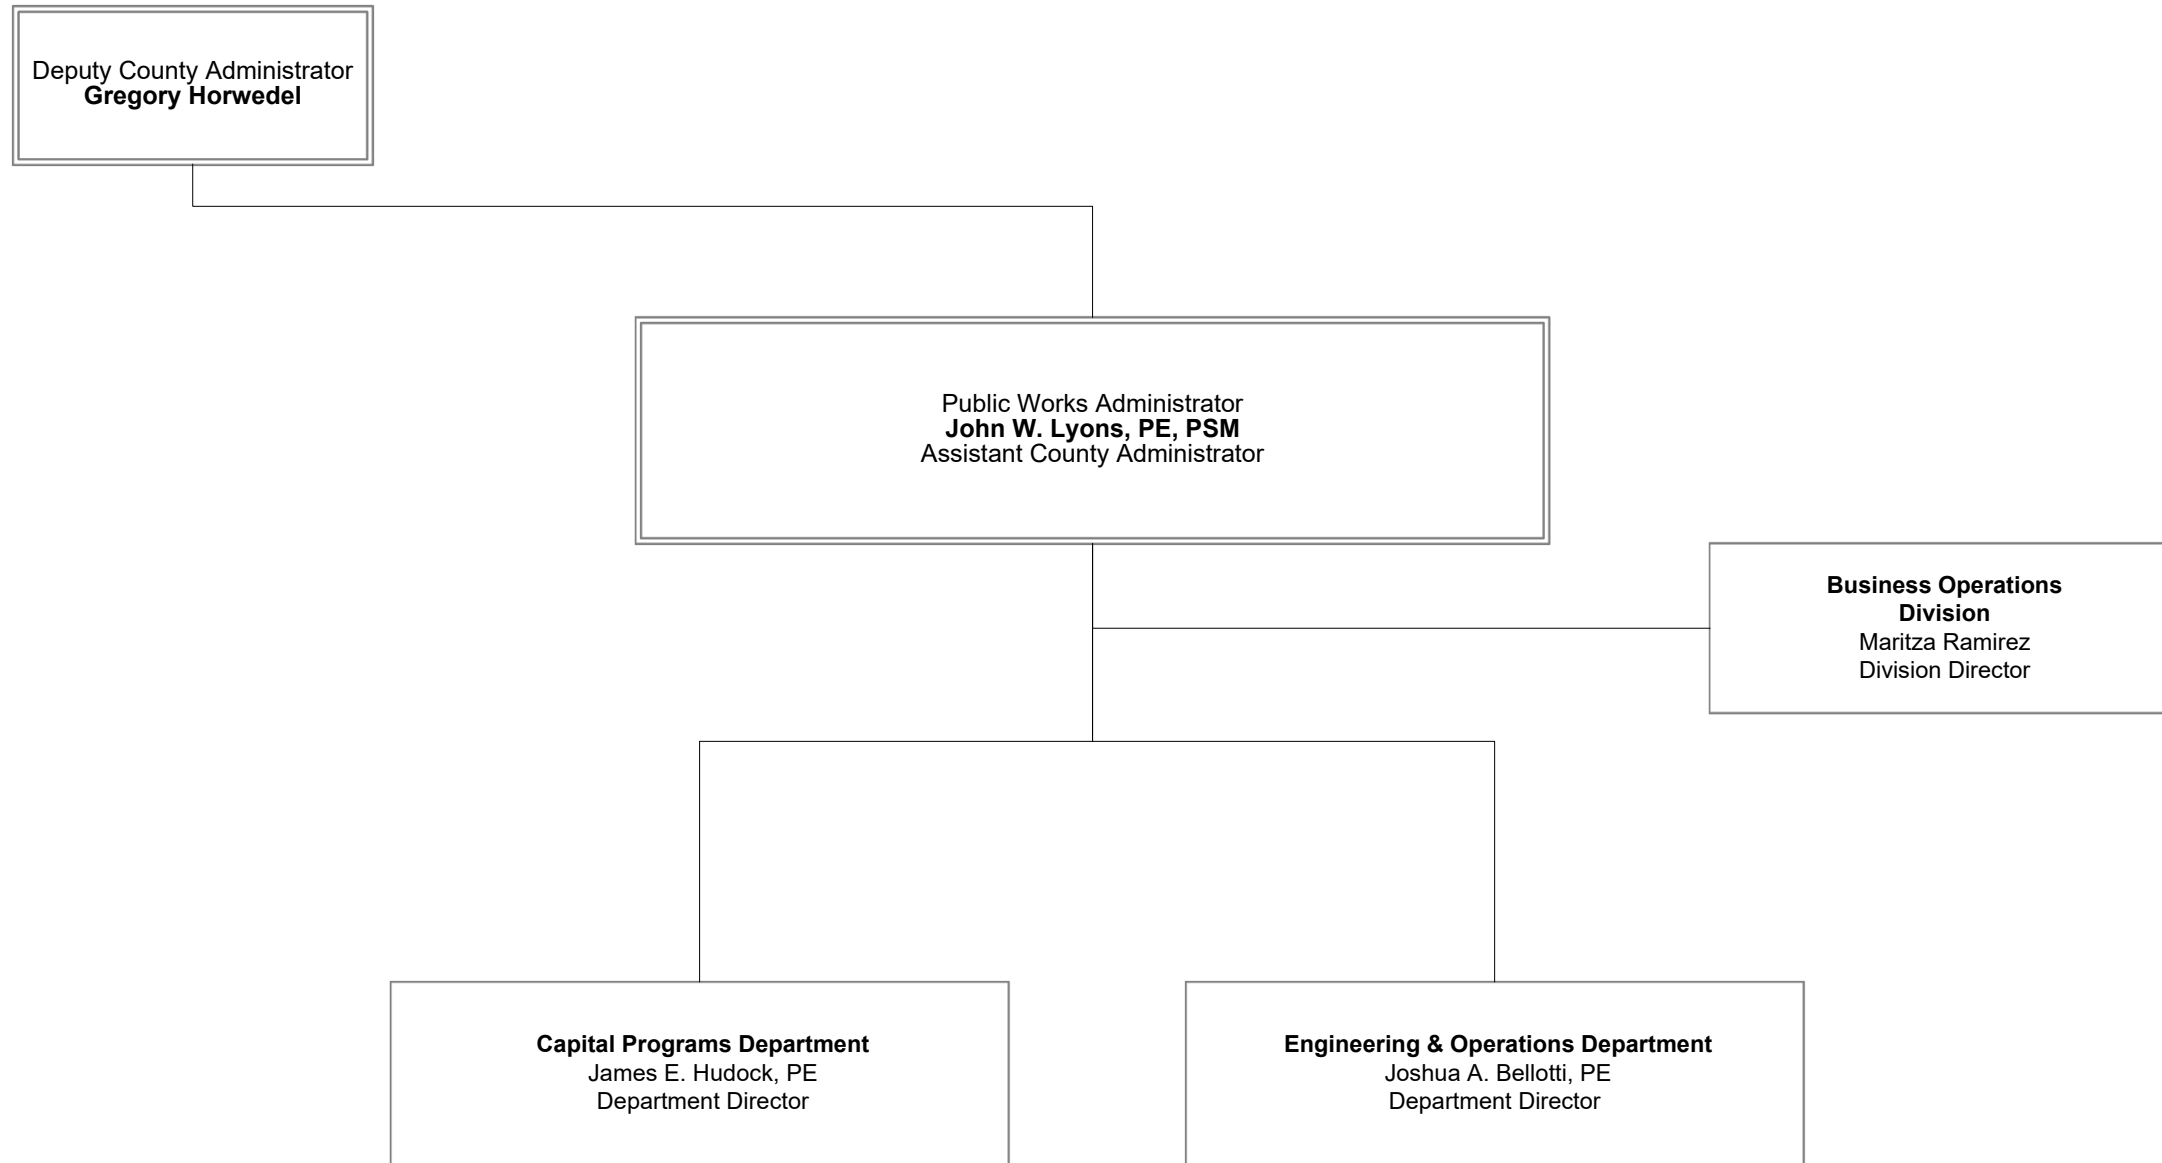 Deputy County Administrator
Gregory Horwedel
Public Works Administrator
John W. Lyons, PE, PSM
Assistant County Administrator
Business Operations
Division
Maritza Ramirez
Division Director
Capital Programs Department
James E. Hudock, PE
Department Director
Engineering & Operations Department
Joshua A. Bellotti, PE
Department Director